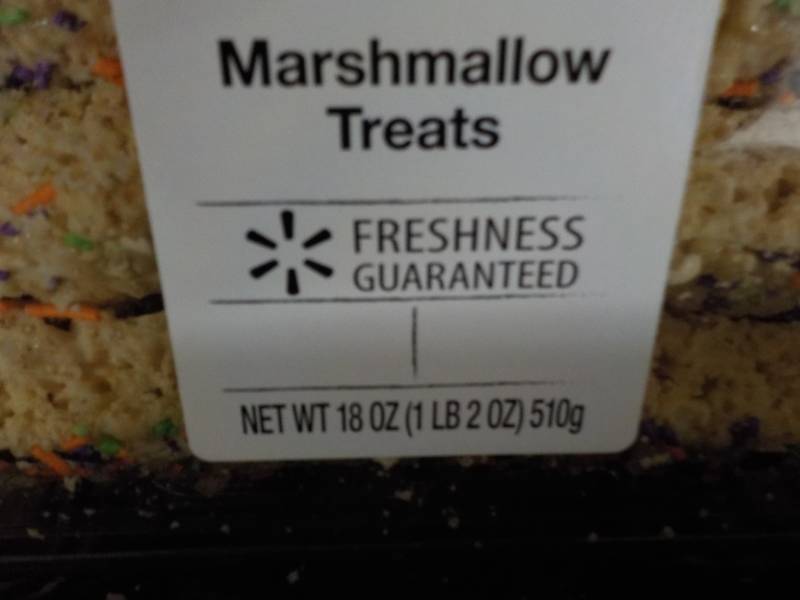 Marshmallow
Treats
FRESHNESS
GUARANTEED
NET WT 18 OZ (1 LB 2 OZ) 510g